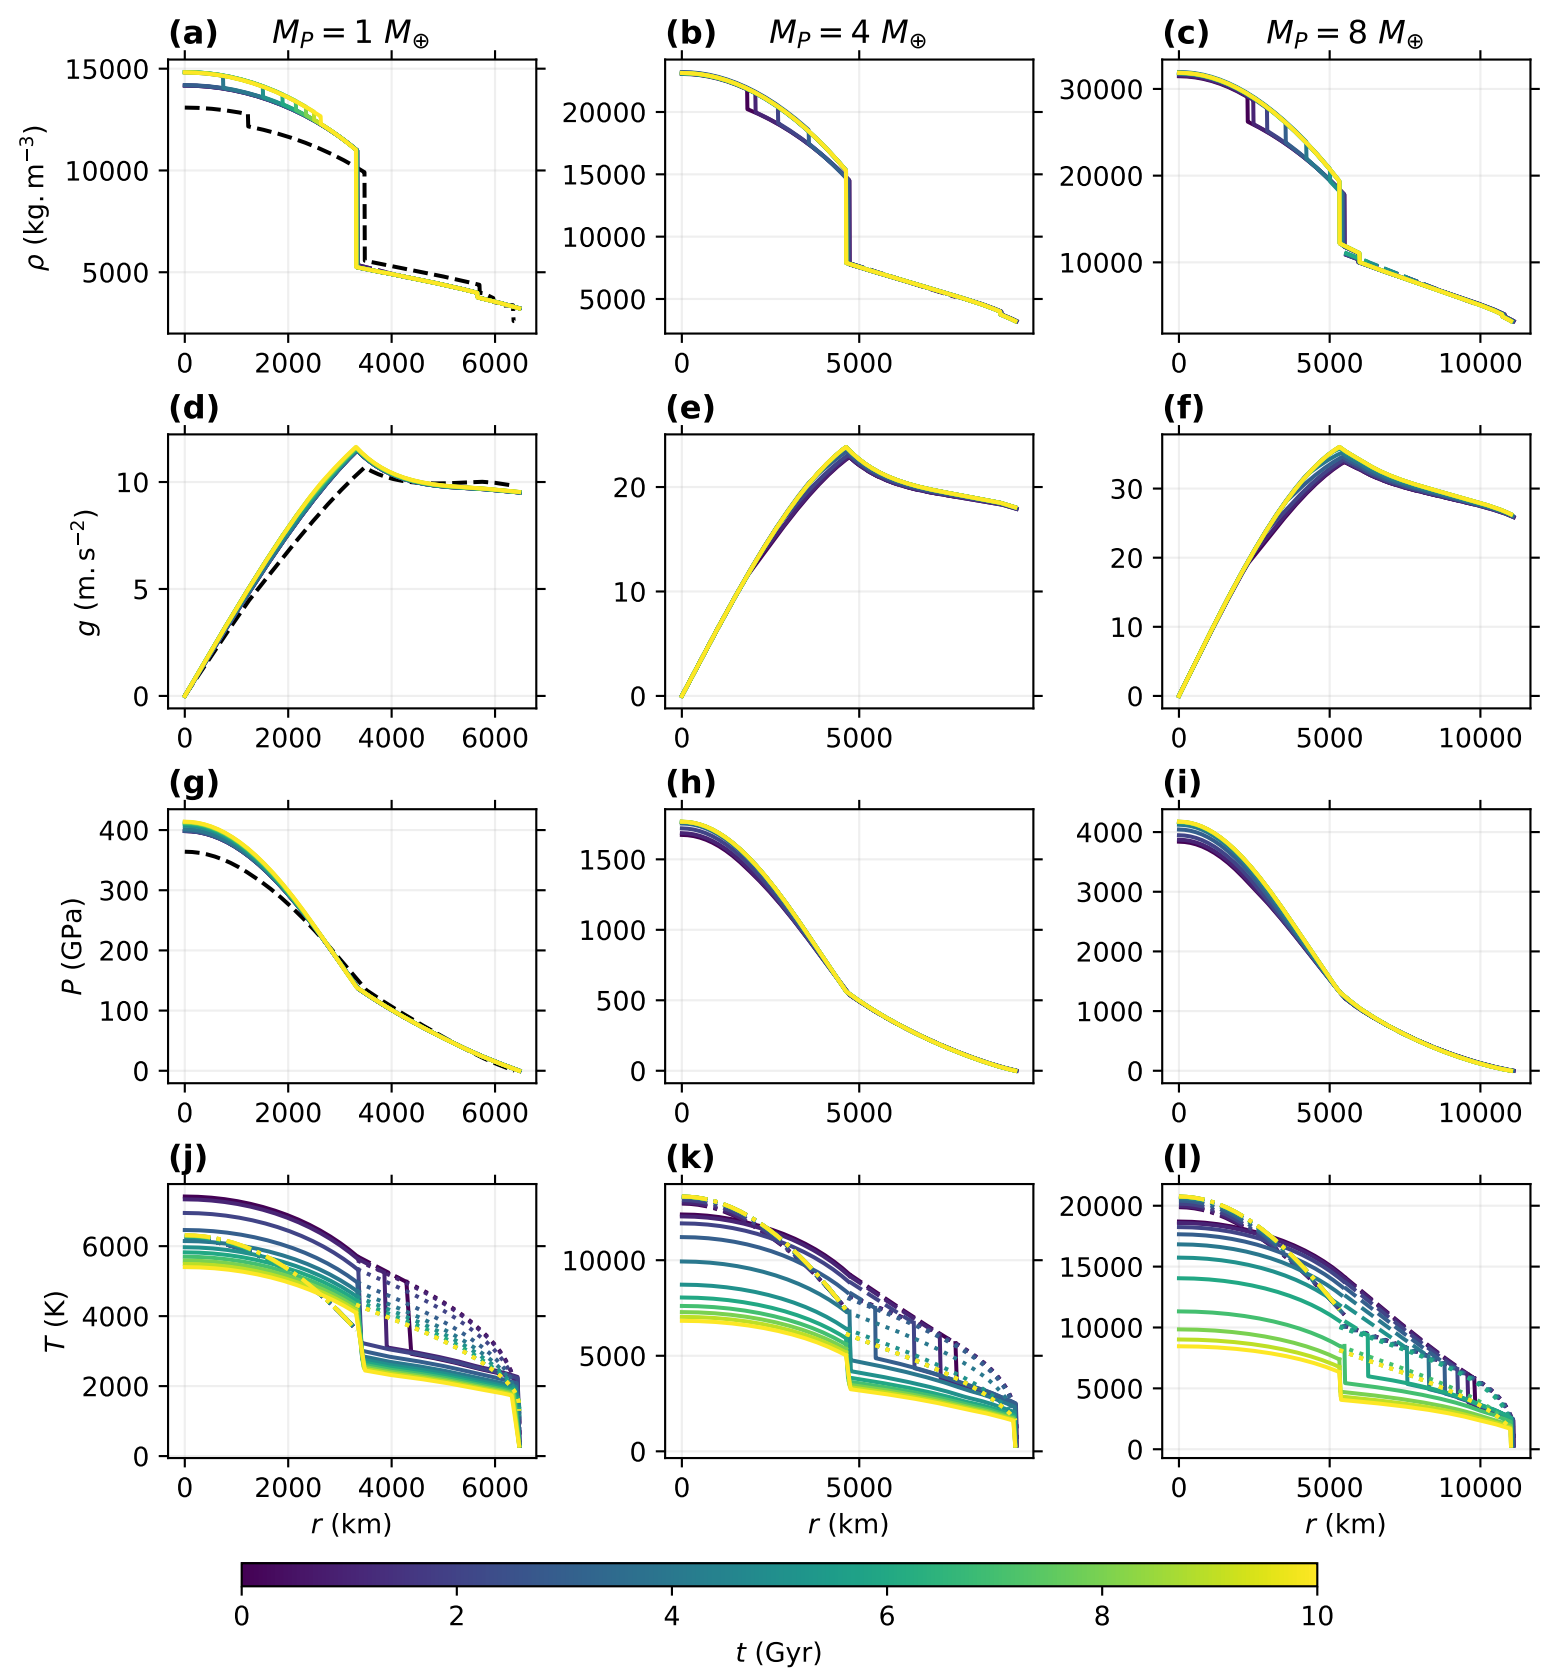 (a) M_P = 1 M_⊕
(b) M_P = 4 M_⊕
(c) M_P = 8 M_⊕
ρ (kg. m⁻³)
15000
10000
5000
0 2000 4000 6000
20000
15000
10000
5000
0 5000
30000
20000
10000
0 5000 10000
(d)
(e)
(f)
g (m. s⁻²)
10
5
0
0 2000 4000 6000
20
10
0
0 5000
30
20
10
0
0 5000 10000
(g)
(h)
(i)
P (GPa)
400
300
200
100
0
0 2000 4000 6000
1500
1000
500
0
0 5000
4000
3000
2000
1000
0
0 5000 10000
(j)
(k)
(l)
T (K)
6000
4000
2000
0
0 2000 4000 6000
r (km)
10000
5000
0
0 5000
r (km)
20000
15000
10000
5000
0
0 5000 10000
r (km)
0 2 4 6 8 10
t (Gyr)